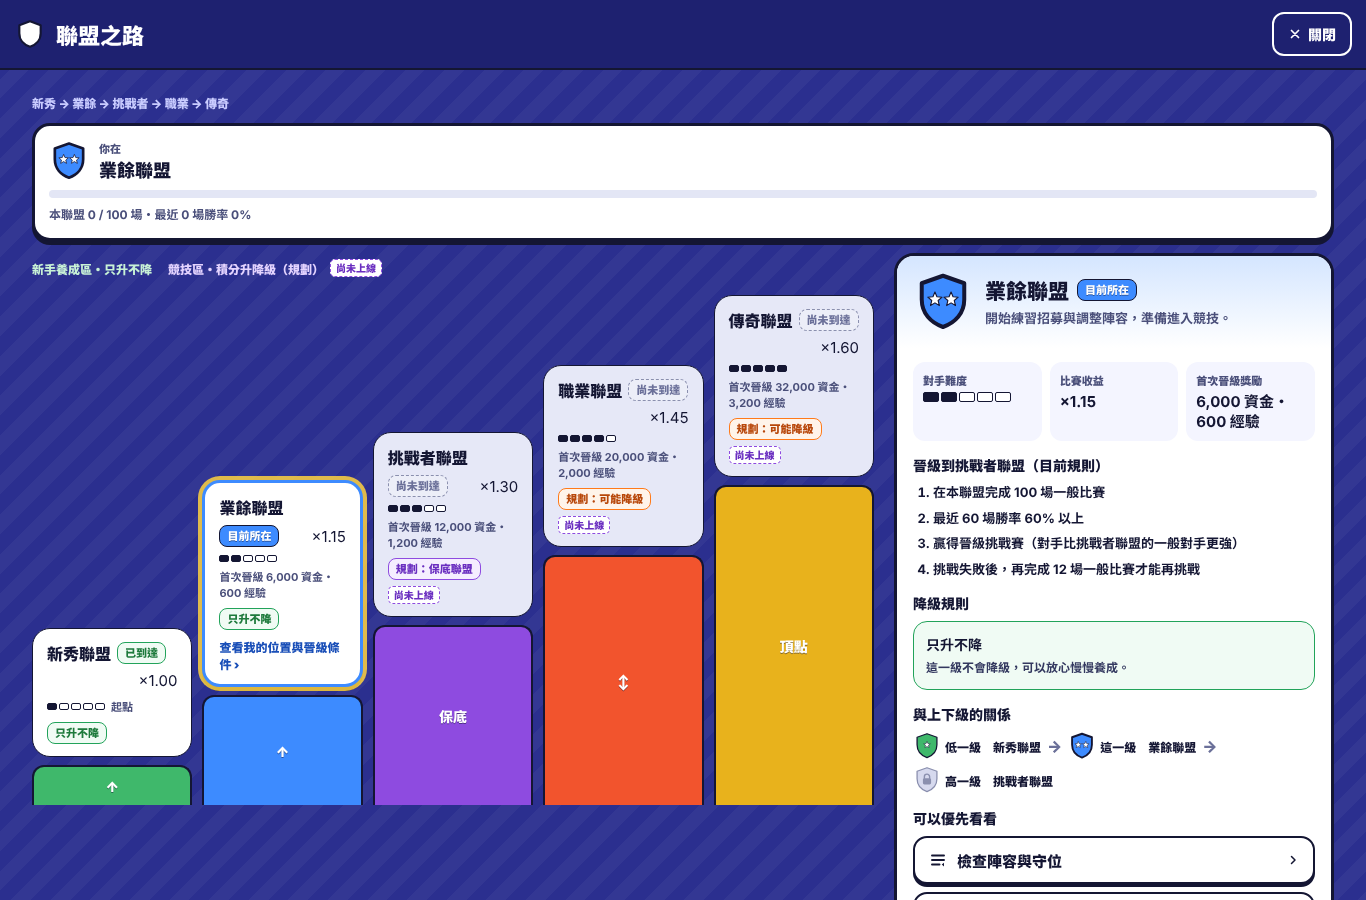 聯盟之路
✕ 關閉
新秀 → 業餘 → 挑戰者 → 職業 → 傳奇
你在
業餘聯盟
本聯盟 0 / 100 場・最近 0 場勝率 0%
新手養成區・只升不降
競技區・積分升降級（規劃）
尚未上線
新秀聯盟
已到達
×1.00
起點
只升不降
↑
業餘聯盟
目前所在
×1.15
首次晉級 6,000 資金・
600 經驗
只升不降
查看我的位置與晉級條
件 ›
↑
挑戰者聯盟
尚未到達
×1.30
首次晉級 12,000 資金・
1,200 經驗
規劃：保底聯盟
尚未上線
保底
職業聯盟
尚未到達
×1.45
首次晉級 20,000 資金・
2,000 經驗
規劃：可能降級
尚未上線
↕
傳奇聯盟
尚未到達
×1.60
首次晉級 32,000 資金・
3,200 經驗
規劃：可能降級
尚未上線
頂點
業餘聯盟
目前所在
開始練習招募與調整陣容，準備進入競技。
對手難度
比賽收益
×1.15
首次晉級獎勵
6,000 資金・
600 經驗
晉級到挑戰者聯盟（目前規則）
1. 在本聯盟完成 100 場一般比賽
2. 最近 60 場勝率 60% 以上
3. 贏得晉級挑戰賽（對手比挑戰者聯盟的一般對手更強）
4. 挑戰失敗後，再完成 12 場一般比賽才能再挑戰
降級規則
只升不降
這一級不會降級，可以放心慢慢養成。
與上下級的關係
低一級 新秀聯盟 → 這一級 業餘聯盟 →
高一級 挑戰者聯盟
可以優先看看
檢查陣容與守位 ›